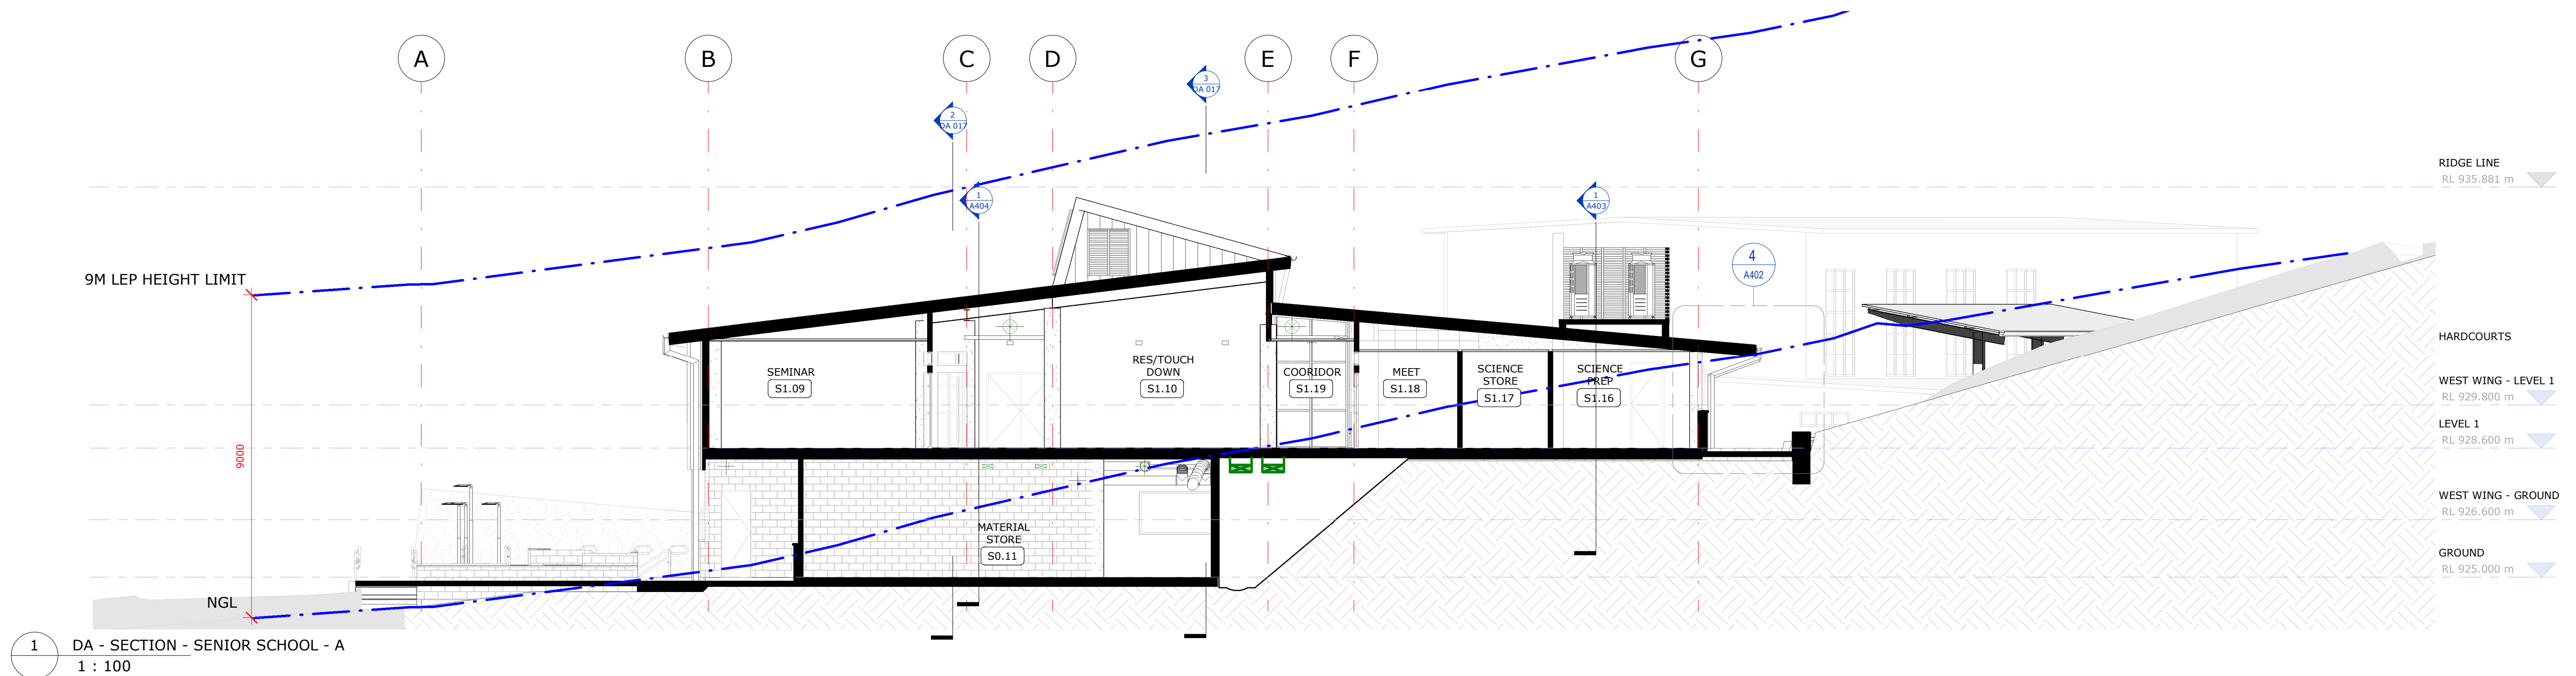 A
B
C
D
E
F
G
3
DA 017
2
DA 017
1
A404
1
A403
4
A402
RIDGE LINE
RL 935.881 m
9M LEP HEIGHT LIMIT
HARDCOURTS
SEMINAR
S1.09
RES/TOUCH
DOWN
S1.10
COORIDOR
S1.19
MEET
S1.18
SCIENCE
STORE
S1.17
SCIENCE
PREP
S1.16
WEST WING - LEVEL 1
RL 929.800 m
LEVEL 1
RL 928.600 m
9000
WEST WING - GROUND
RL 926.600 m
MATERIAL
STORE
S0.11
GROUND
RL 925.000 m
NGL
1
DA - SECTION - SENIOR SCHOOL - A
1 : 100